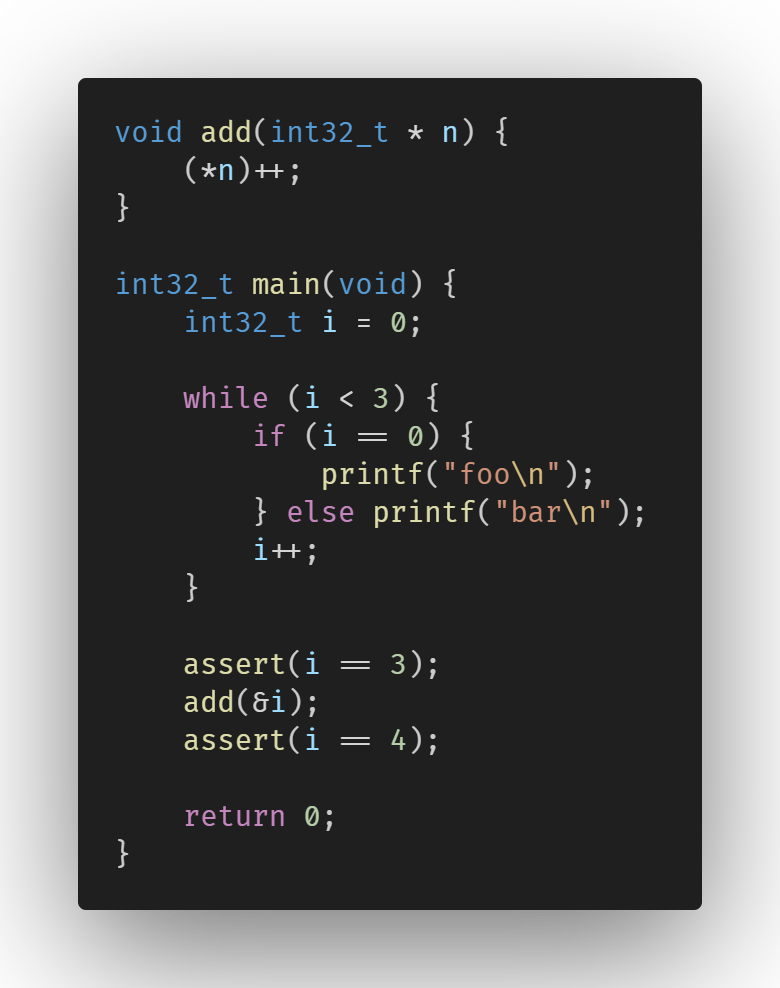 void add(int32_t * n) {
    (*n)++;
}

int32_t main(void) {
    int32_t i = 0;

    while (i < 3) {
        if (i == 0) {
            printf("foo\n");
        } else printf("bar\n");
        i++;
    }

    assert(i == 3);
    add(&i);
    assert(i == 4);

    return 0;
}